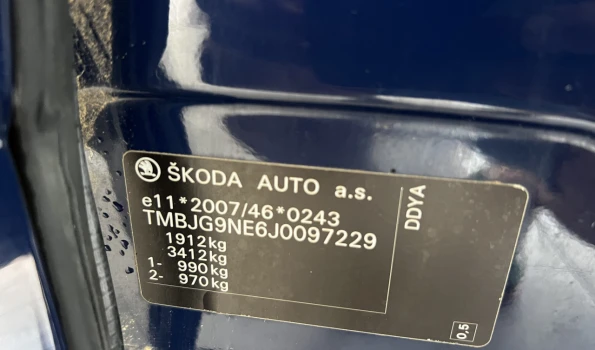 ŠKODA AUTO a.s.
e11*2007/46*0243
TMBJG9NE6J0097229
1912kg
3412kg
1- 990kg
2- 970kg
DDYA
0,5